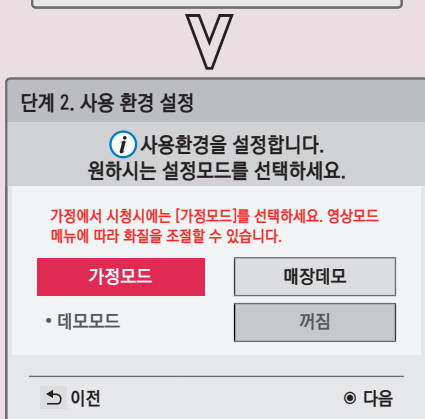 단계 2. 사용 환경 설정
i 사용환경을 설정합니다.
원하시는 설정모드를 선택하세요.
가정에서 시청시에는 [가정모드]를 선택하세요. 영상모드
메뉴에 따라 화질을 조절할 수 있습니다.
가정모드 매장데모
• 데모모드 꺼짐
이전 ◉ 다음